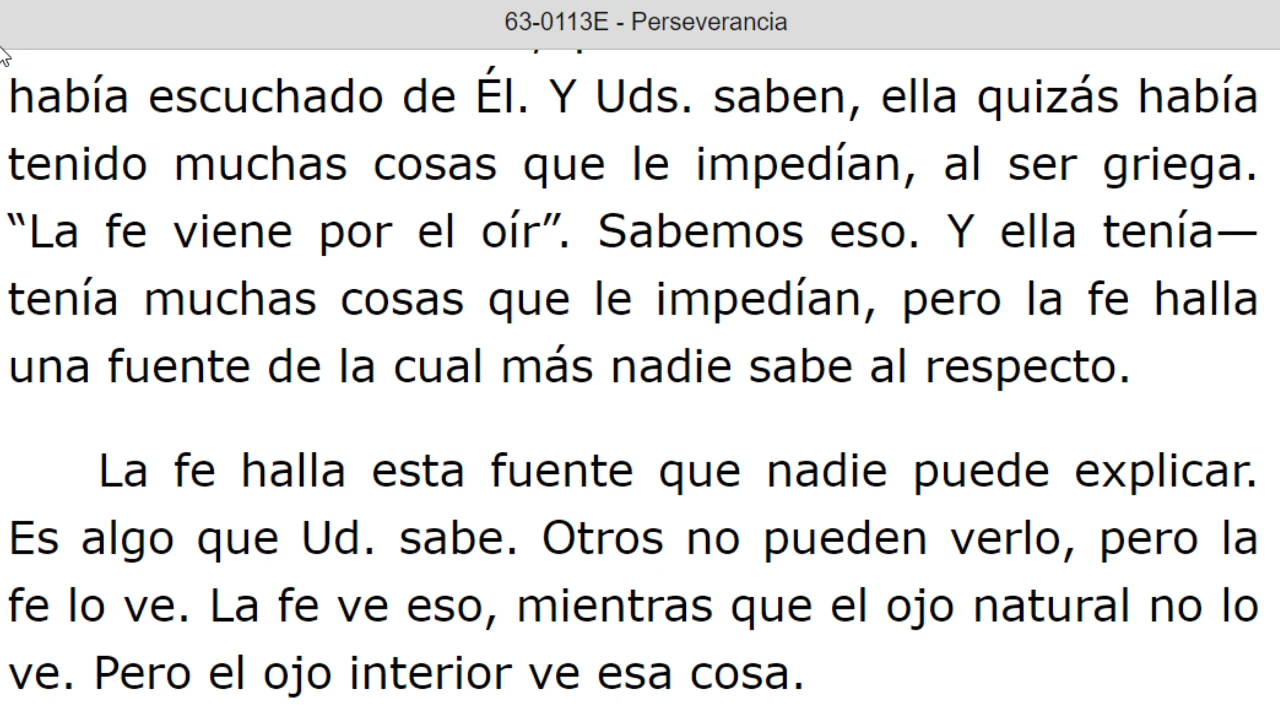 63-0113E - Perseverancia
había escuchado de Él. Y Uds. saben, ella quizás había
tenido muchas cosas que le impedían, al ser griega.
“La fe viene por el oír”. Sabemos eso. Y ella tenía—
tenía muchas cosas que le impedían, pero la fe halla
una fuente de la cual más nadie sabe al respecto.
La fe halla esta fuente que nadie puede explicar.
Es algo que Ud. sabe. Otros no pueden verlo, pero la
fe lo ve. La fe ve eso, mientras que el ojo natural no lo
ve. Pero el ojo interior ve esa cosa.